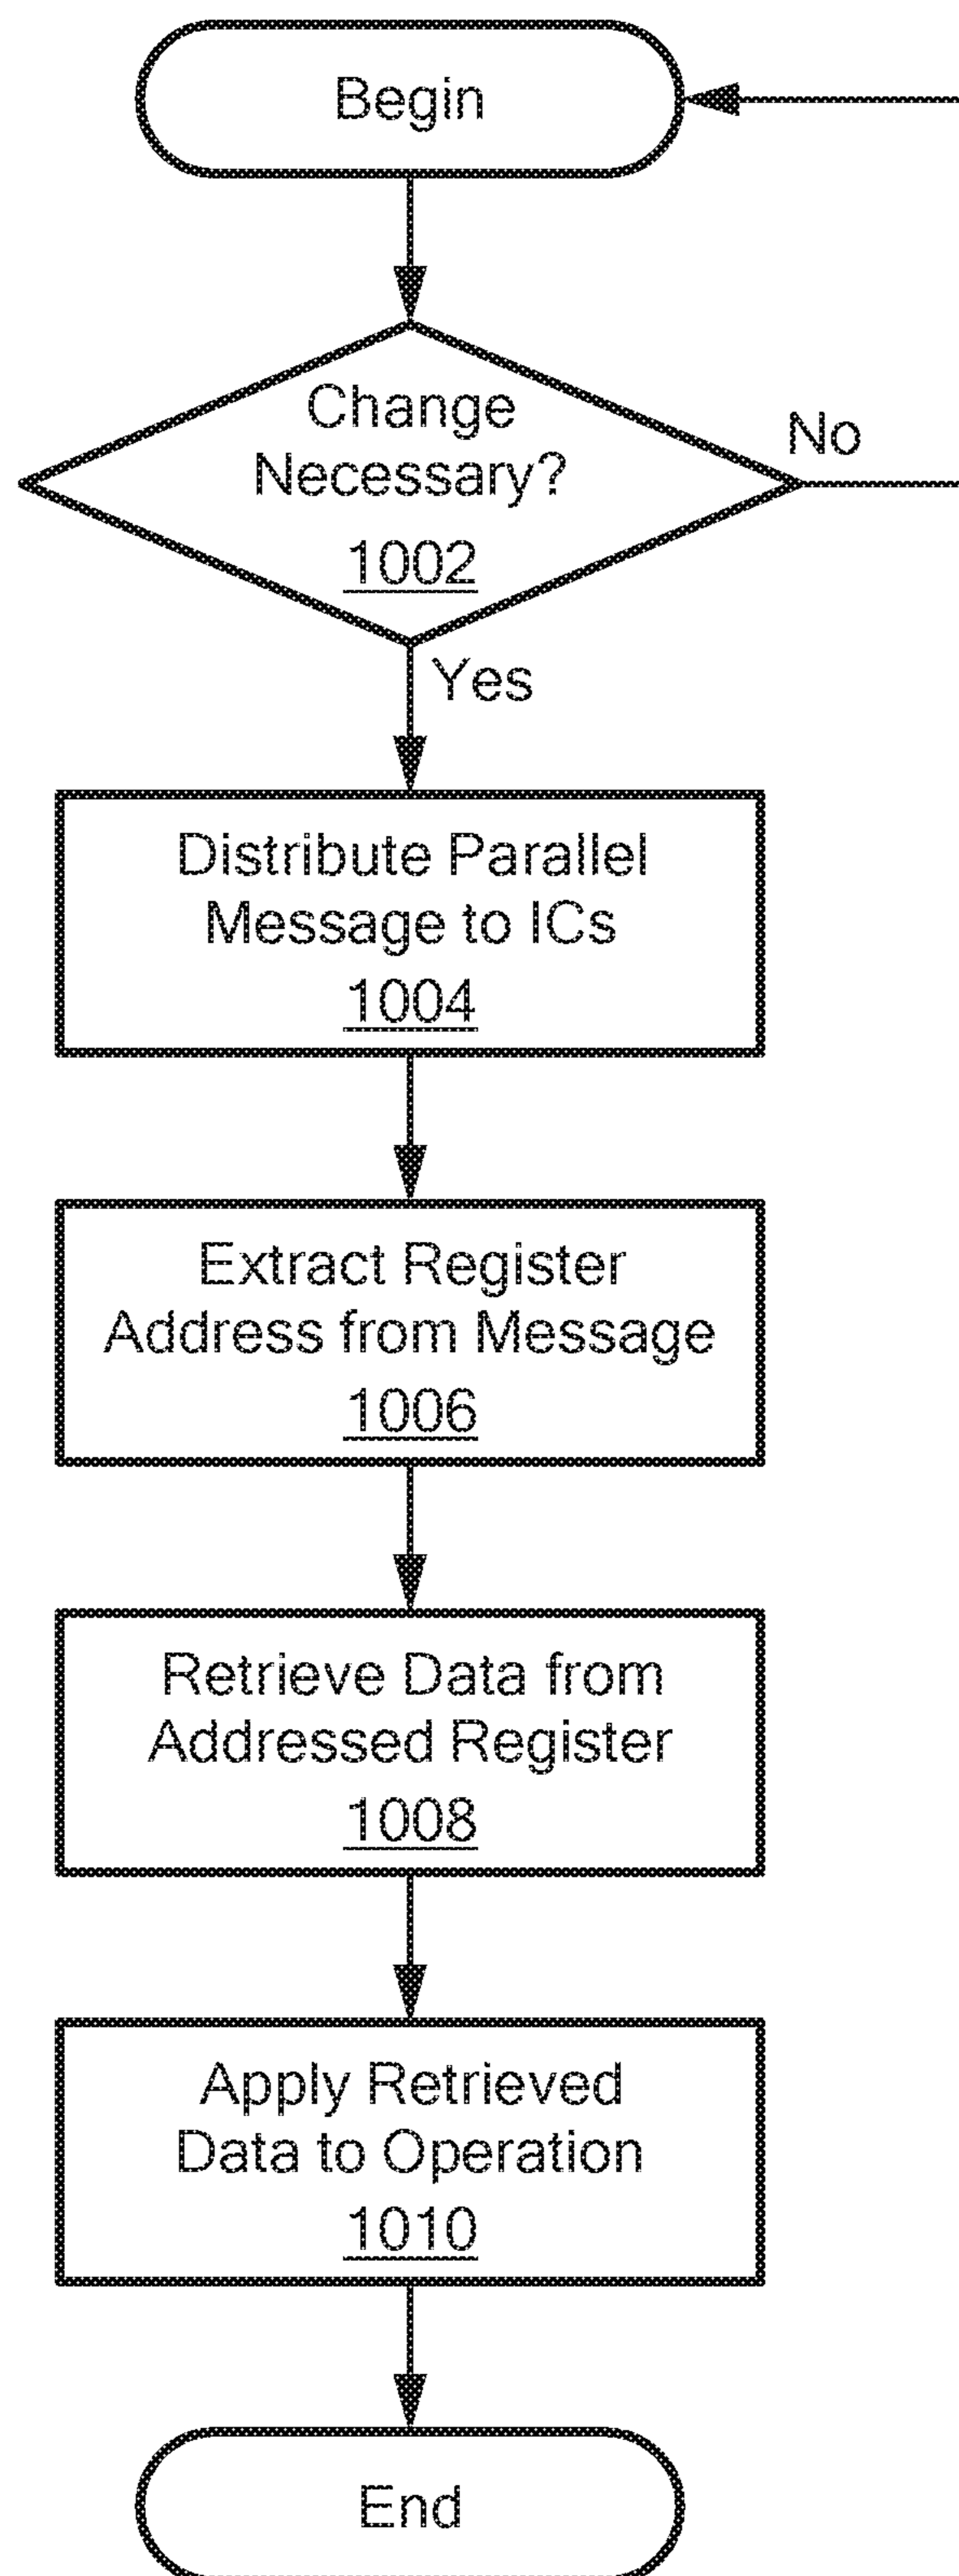 Begin
Change
Necessary?
1002
No
Yes
Distribute Parallel
Message to ICs
1004
Extract Register
Address from Message
1006
Retrieve Data from
Addressed Register
1008
Apply Retrieved
Data to Operation
1010
End